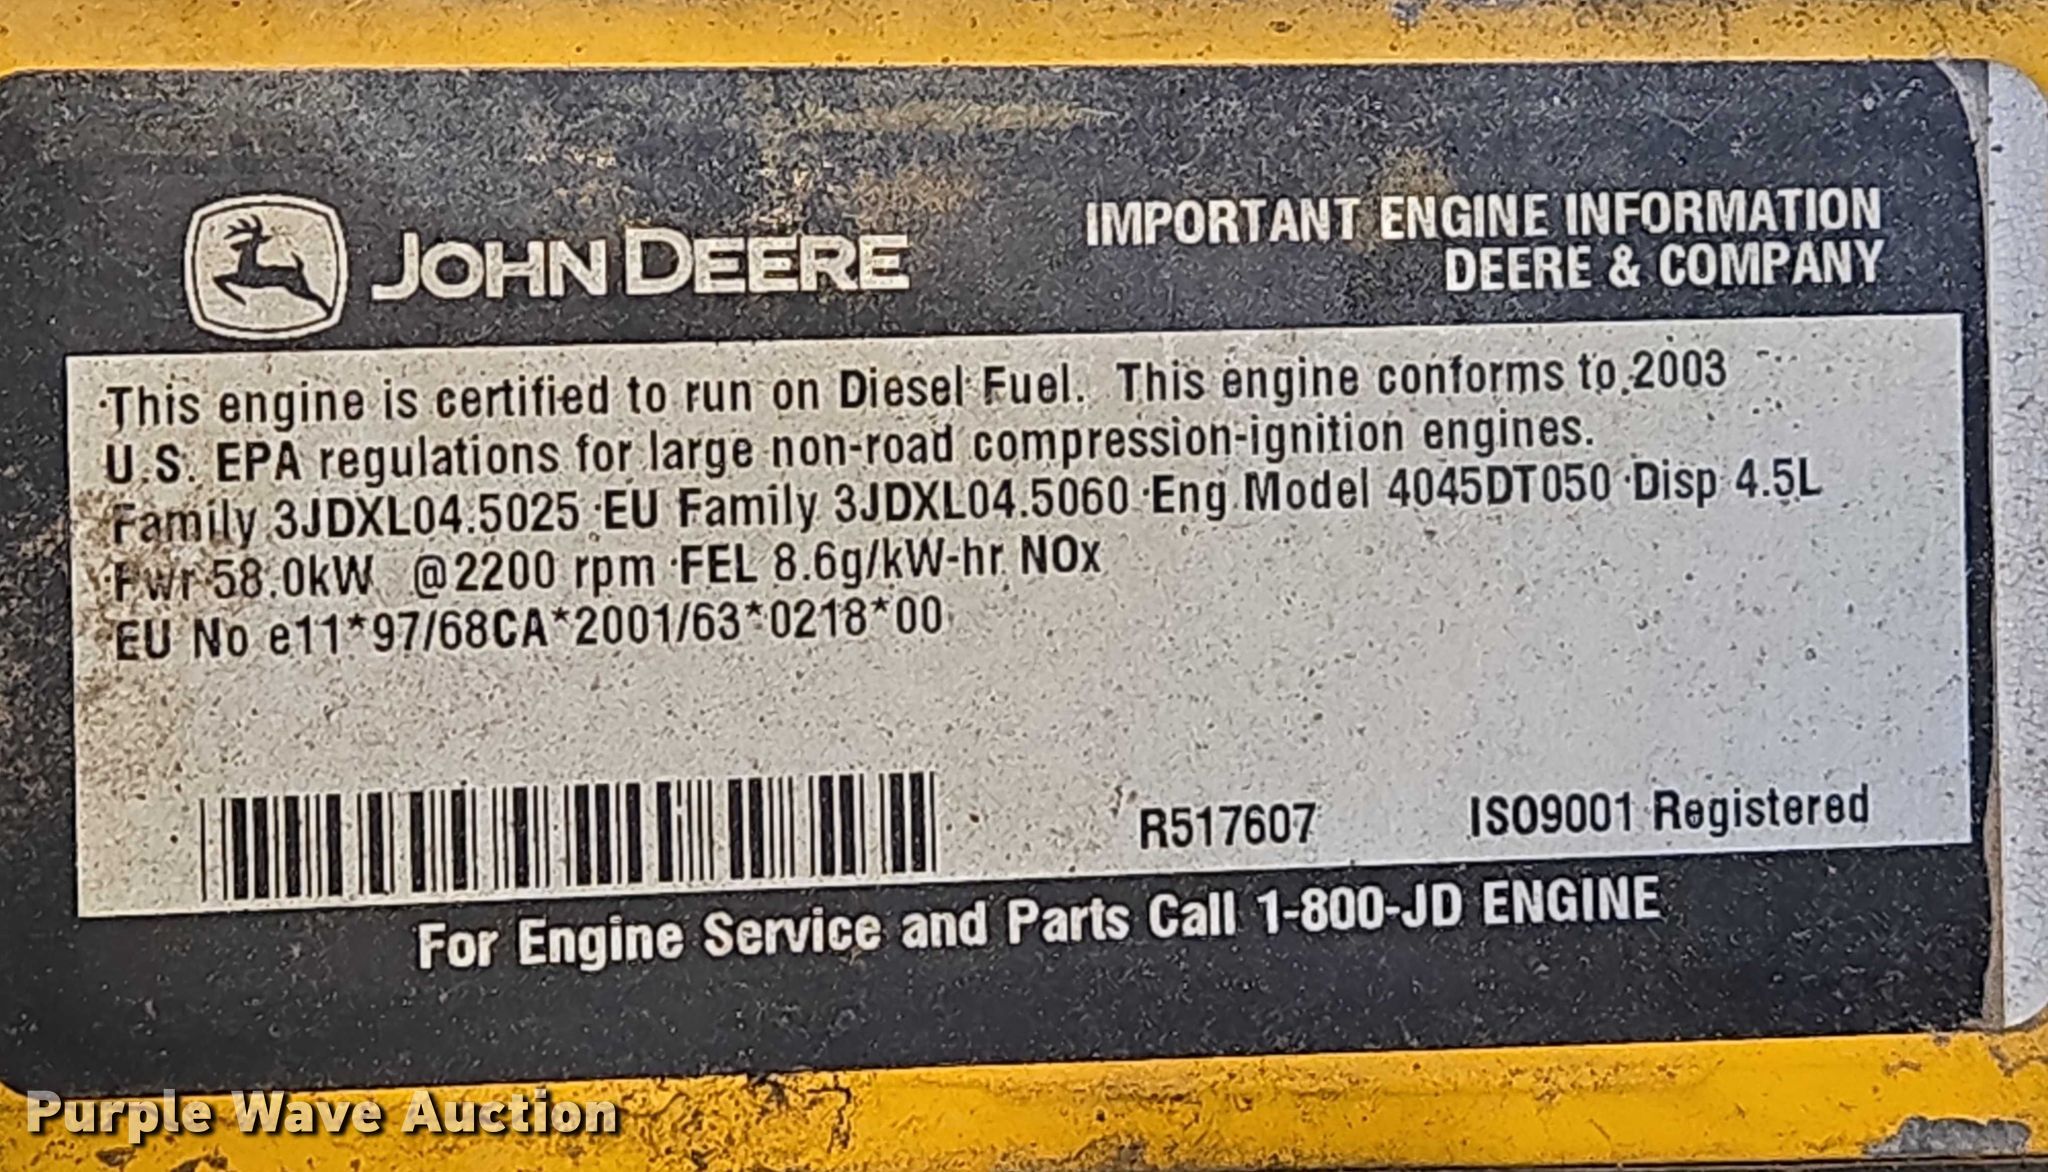 JOHN DEERE
IMPORTANT ENGINE INFORMATION
DEERE & COMPANY
This engine is certified to run on Diesel Fuel. This engine conforms to 2003
U.S. EPA regulations for large non-road compression-ignition engines.
Family 3JDXL04.5025 EU Family 3JDXL04.5060 Eng Model 4045DT050 Disp 4.5L
Pwr 58.0kW @2200 rpm FEL 8.6g/kW-hr NOx
EU No e11*97/68CA*2001/63*0218*00
R517607 ISO9001 Registered
For Engine Service and Parts Call 1-800-JD ENGINE
Purple Wave Auction